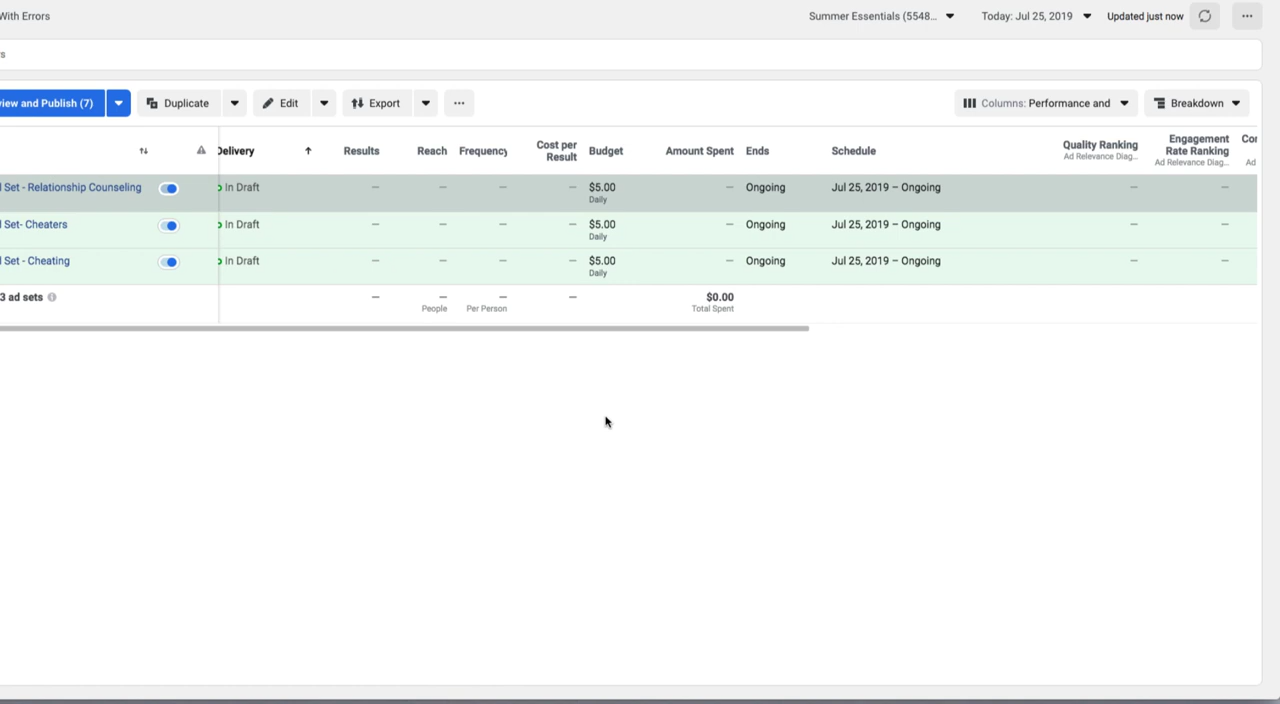 With Errors
Summer Essentials (5548...
Today: Jul 25, 2019
Updated just now
s
iew and Publish (7)
Duplicate
Edit
Export
Columns: Performance and
Breakdown
Delivery
Results
Reach
Frequency
Cost per
Result
Budget
Amount Spent
Ends
Schedule
Quality Ranking
Ad Relevance Diag...
Engagement
Rate Ranking
Ad Relevance Diag...
Cor
Ad
l Set - Relationship Counseling
In Draft
—
—
—
—
$5.00
Daily
—
Ongoing
Jul 25, 2019 – Ongoing
—
—
l Set- Cheaters
In Draft
—
—
—
—
$5.00
Daily
—
Ongoing
Jul 25, 2019 – Ongoing
—
—
l Set - Cheating
In Draft
—
—
—
—
$5.00
Daily
—
Ongoing
Jul 25, 2019 – Ongoing
—
—
3 ad sets
—
—
People
—
Per Person
—
$0.00
Total Spent